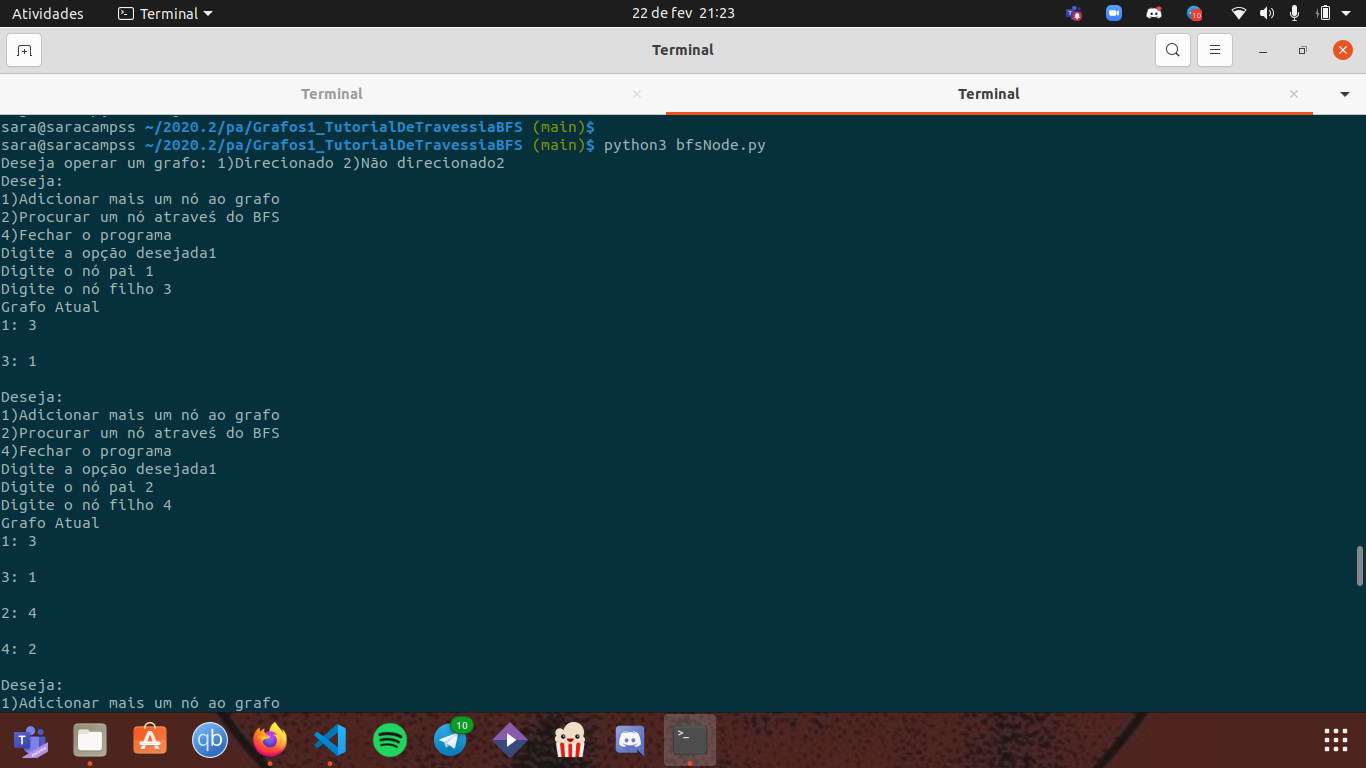 Atividades
Terminal
22 de fev 21:23
10
Terminal
Terminal
Terminal
sara@saracampss ~/2020.2/pa/Grafos1_TutorialDeTravessiaBFS (main)$
sara@saracampss ~/2020.2/pa/Grafos1_TutorialDeTravessiaBFS (main)$ python3 bfsNode.py
Deseja operar um grafo: 1)Direcionado 2)Não direcionado2
Deseja:
1)Adicionar mais um nó ao grafo
2)Procurar um nó atraveś do BFS
4)Fechar o programa
Digite a opção desejada1
Digite o nó pai 1
Digite o nó filho 3
Grafo Atual
1: 3
3: 1
Deseja:
1)Adicionar mais um nó ao grafo
2)Procurar um nó atraveś do BFS
4)Fechar o programa
Digite a opção desejada1
Digite o nó pai 2
Digite o nó filho 4
Grafo Atual
1: 3
3: 1
2: 4
4: 2
Deseja:
1)Adicionar mais um nó ao grafo
T
qb
10
>_